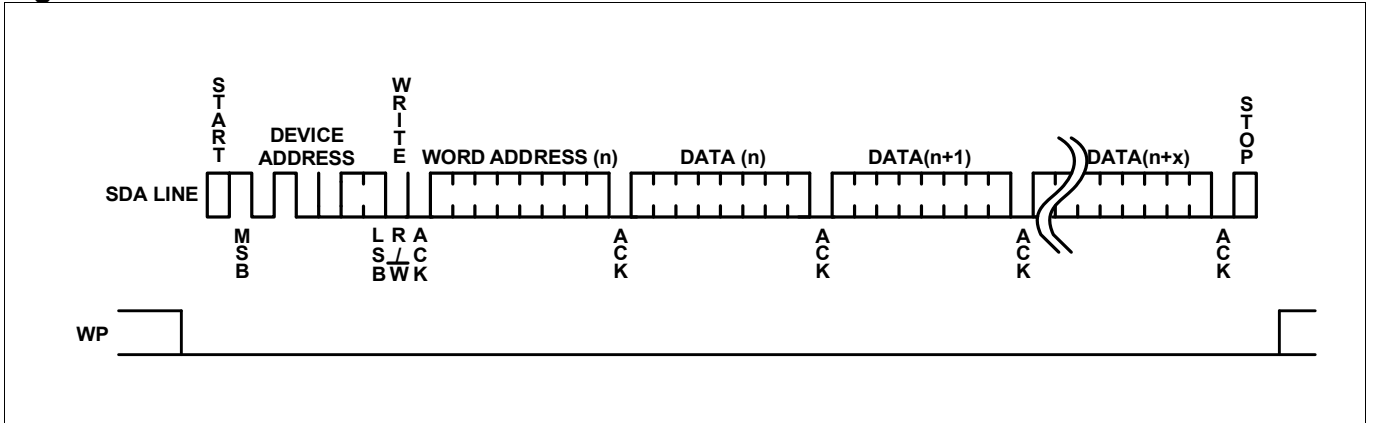 START
WRITE
STOP
DEVICE
ADDRESS
WORD ADDRESS (n)
DATA (n)
DATA(n+1)
DATA(n+x)
SDA LINE
MSB
LSB
R/W
ACK
ACK
ACK
ACK
ACK
WP